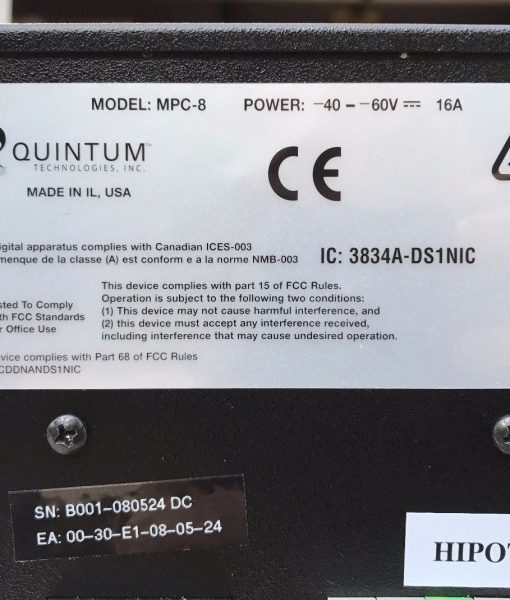 MODEL: MPC-8 POWER: −40 – −60V⎓ 16A
QUINTUM™
TECHNOLOGIES, INC.
MADE IN IL, USA
CE
igital apparatus complies with Canadian ICES-003
menque de la classe (A) est conform e a la norme NMB-003
IC: 3834A-DS1NIC
sted To Comply
th FCC Standards
r Office Use
This device complies with part 15 of FCC Rules.
Operation is subject to the following two conditions:
(1) This device may not cause harmful interference, and
(2) this device must accept any interference received,
including interference that may cause undesired operation.
vice complies with Part 68 of FCC Rules
CDDNANDS1NIC
SN: B001-080524 DC
EA: 00-30-E1-08-05-24
HIPOT